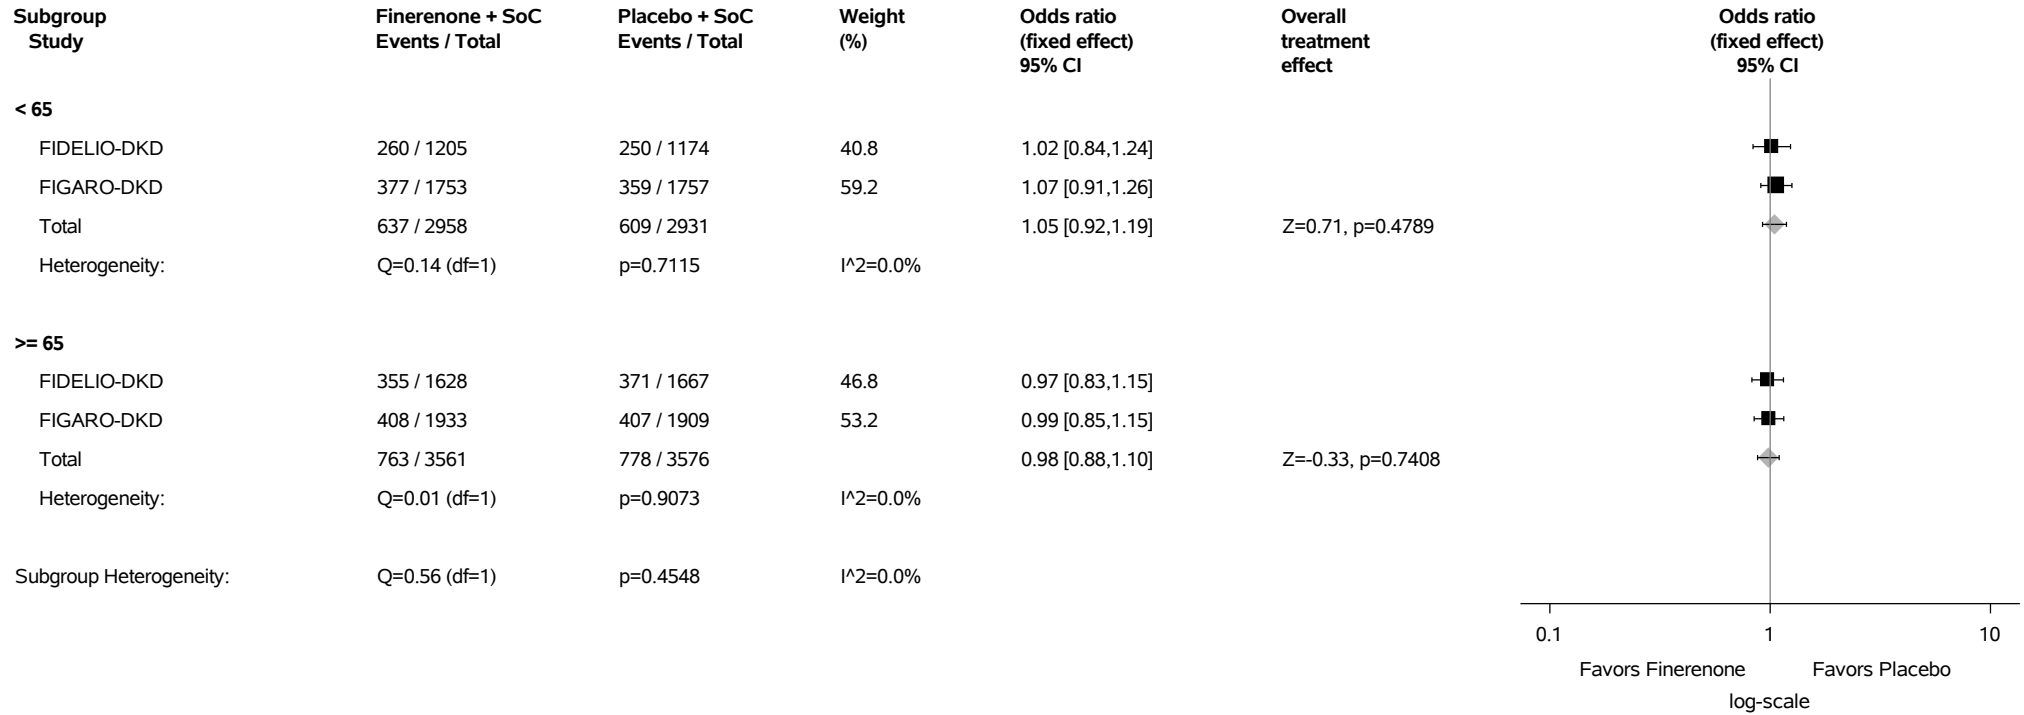 Subgroup Finerenone + SoC Placebo + SoC Weight Odds ratio Overall Odds ratio
Study Events / Total Events / Total (%) (fixed effect) treatment (fixed effect)
95% CI effect 95% CI
< 65
FIDELIO-DKD 260 / 1205 250 / 1174 40.8 1.02 [0.84,1.24]
FIGARO-DKD 377 / 1753 359 / 1757 59.2 1.07 [0.91,1.26]
Total 637 / 2958 609 / 2931 1.05 [0.92,1.19] Z=0.71, p=0.4789
Heterogeneity: Q=0.14 (df=1) p=0.7115 I^2=0.0%
>= 65
FIDELIO-DKD 355 / 1628 371 / 1667 46.8 0.97 [0.83,1.15]
FIGARO-DKD 408 / 1933 407 / 1909 53.2 0.99 [0.85,1.15]
Total 763 / 3561 778 / 3576 0.98 [0.88,1.10] Z=-0.33, p=0.7408
Heterogeneity: Q=0.01 (df=1) p=0.9073 I^2=0.0%
Subgroup Heterogeneity: Q=0.56 (df=1) p=0.4548 I^2=0.0%
0.1 1 10
Favors Finerenone Favors Placebo
log-scale